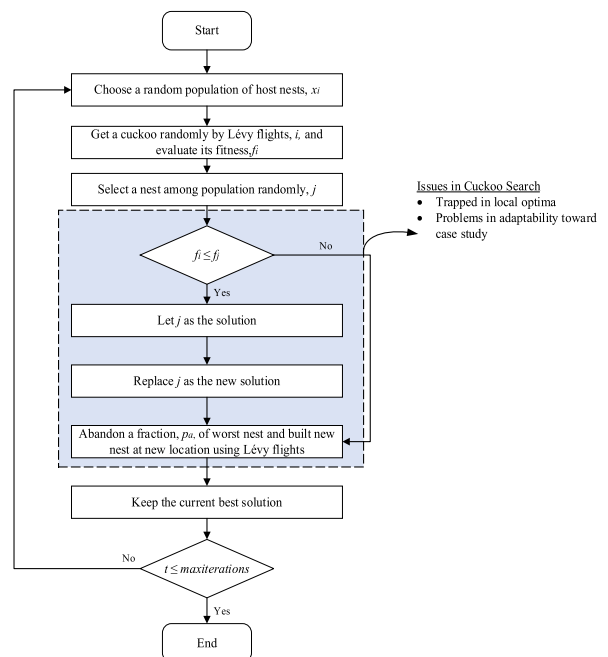 Start
Choose a random population of host nests, xi
Get a cuckoo randomly by Lévy flights, i, and
evaluate its fitness,fi
Select a nest among population randomly, j
Issues in Cuckoo Search
• Trapped in local optima
• Problems in adaptability toward
case study
fi ≤ fj
No
Yes
Let j as the solution
Replace j as the new solution
Abandon a fraction, pa, of worst nest and built new
nest at new location using Lévy flights
Keep the current best solution
No
t ≤ maxiterations
Yes
End